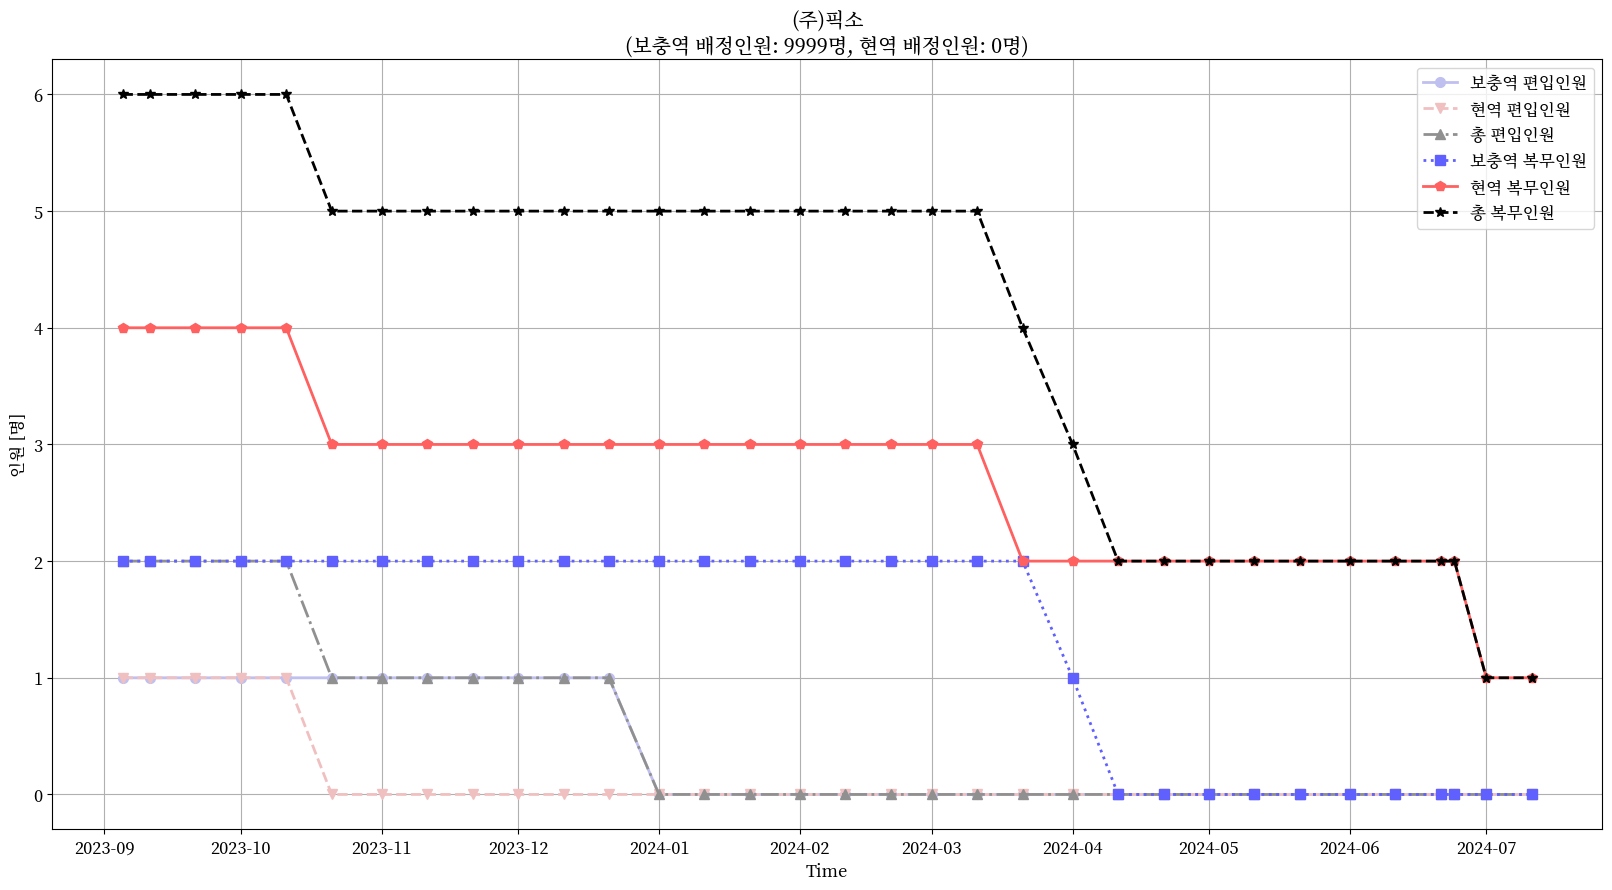 (주)픽소
(보충역 배정인원: 9999명, 현역 배정인원: 0명)
보충역 편입인원
현역 편입인원
총 편입인원
보충역 복무인원
현역 복무인원
총 복무인원
인원 [명]
6
5
4
3
2
1
0
2023-09 2023-10 2023-11 2023-12 2024-01 2024-02 2024-03 2024-04 2024-05 2024-06 2024-07
Time